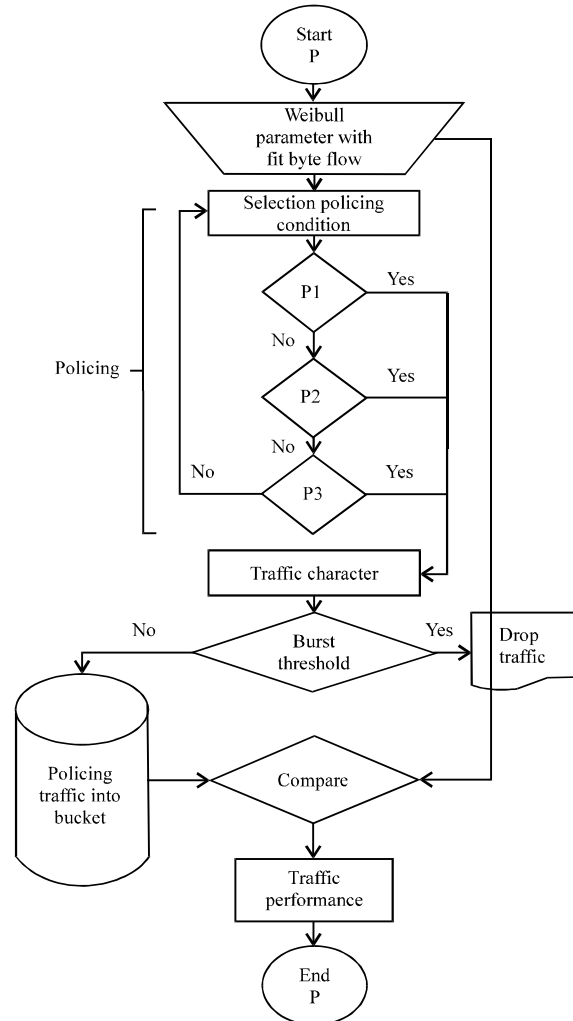 Start
P
Weibull
parameter with
fit byte flow
Selection policing
condition
P1
Yes
No
Policing
P2
Yes
No
No
P3
Yes
Traffic character
No
Burst
threshold
Yes
Drop
traffic
Policing
traffic into
bucket
Compare
Traffic
performance
End
P